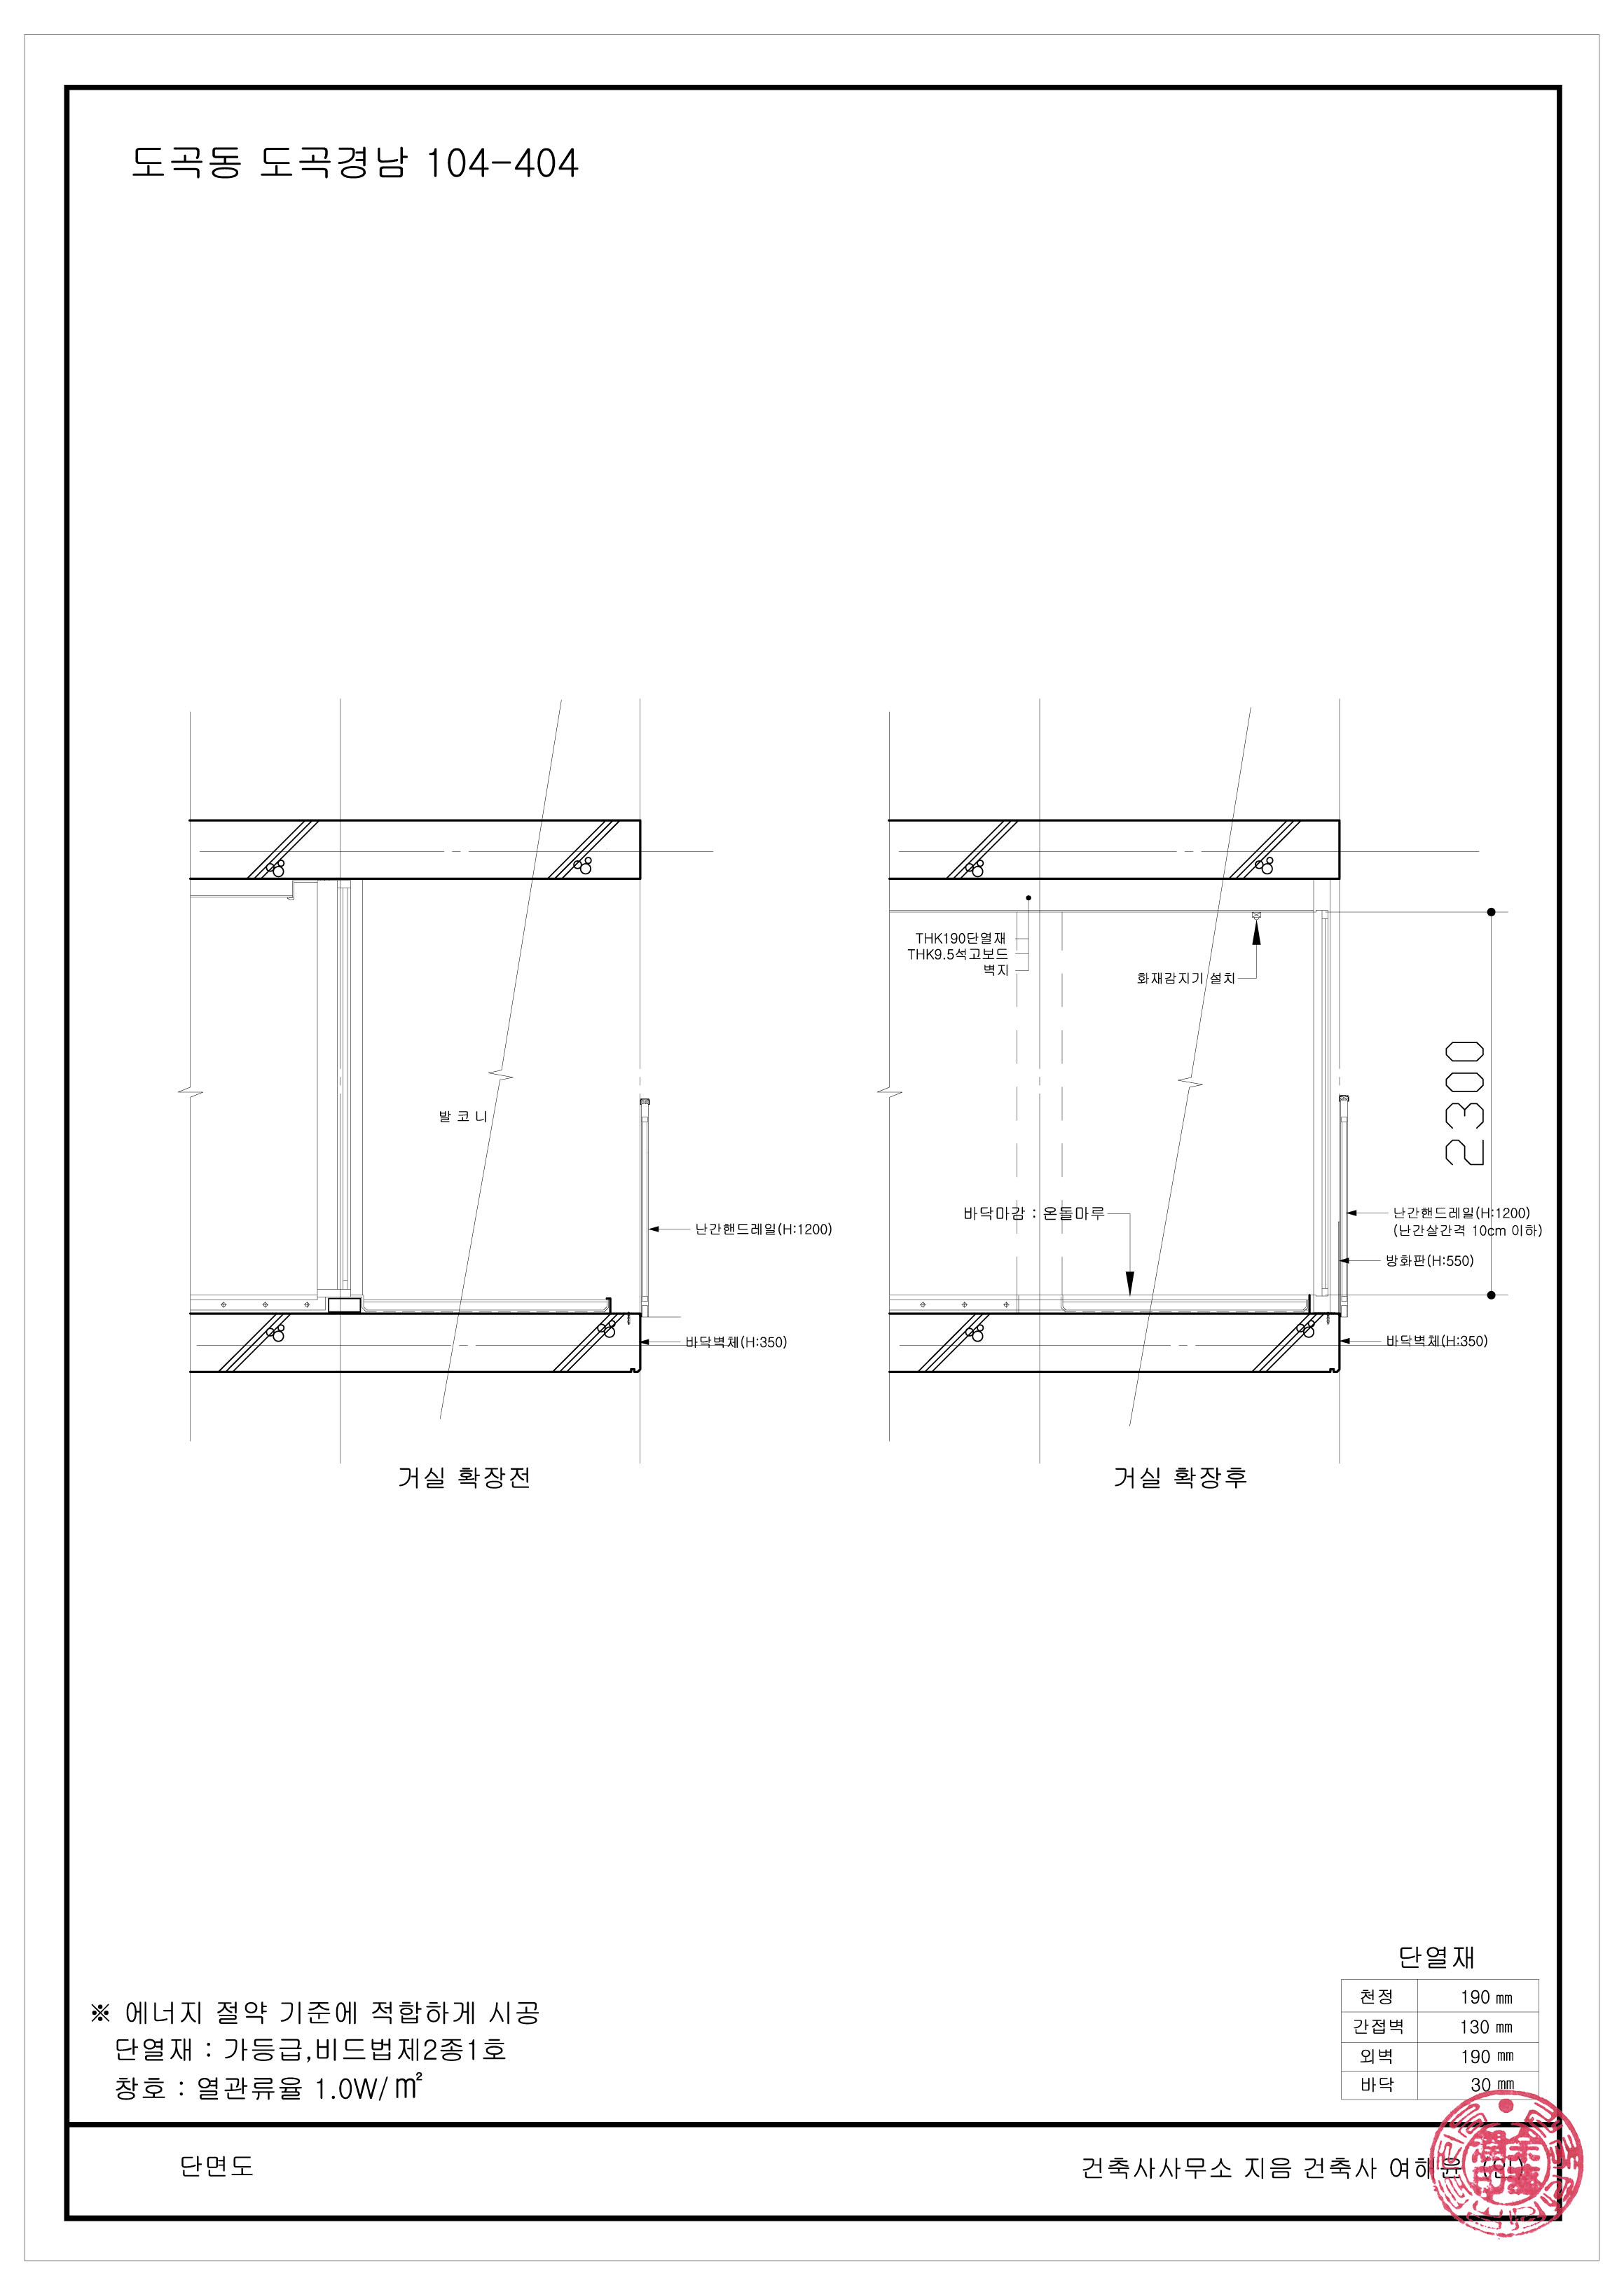 도곡동 도곡경남 104-404
THK190단열재
THK9.5석고보드
벽지
화재감지기 설치
2300
발 코 니
바닥마감 : 온돌마루
난간핸드레일(H:1200)
난간핸드레일(H:1200)
(난간살간격 10cm 이하)
방화판(H:550)
바닥벽체(H:350)
바닥벽체(H:350)
거실 확장전
거실 확장후
단열재
천정 190 ㎜
간접벽 130 ㎜
외벽 190 ㎜
바닥 30 ㎜
※ 에너지 절약 기준에 적합하게 시공
단열재 : 가등급,비드법제2종1호
창호 : 열관류율 1.0W/㎡
단면도
건축사사무소 지음 건축사